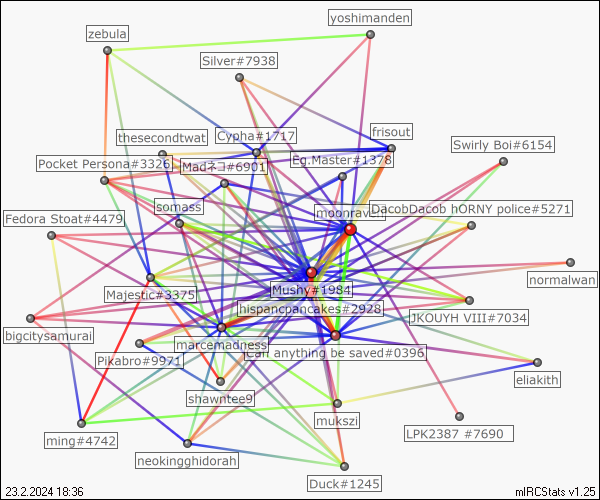 yoshimanden
zebula
Silver#7938
Cypha#1717
frisout
thesecondtwat
Swirly Boi#6154
Pocket Persona#3326
Madネコ#6901
Eg.Master#1378
somass
DacobDacob hORNY police#5271
Fedora Stoat#4479
normalwan
Mushy#1984
Majestic#3375
hispancpancakes#2928
JKOUYH VIII#7034
bigcitysamurai
marcemadness
anything be saved#0396
Pikabro#9971
eliakith
shawntee9
mukszi
LPK2387 #7690
ming#4742
neokingghidorah
Duck#1245
23.2.2024 18:36
mIRCStats v1.25